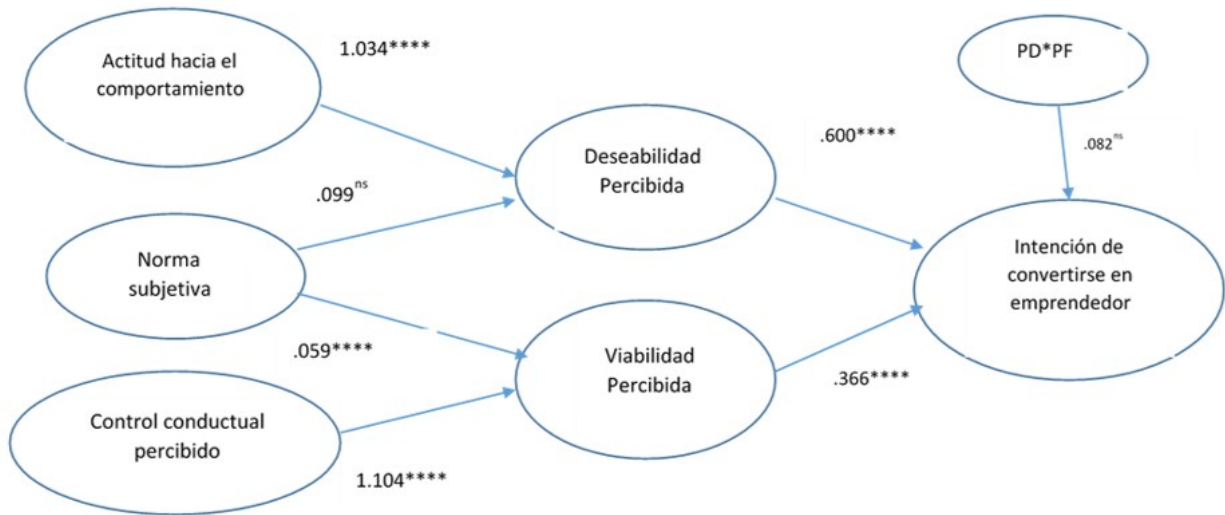 Actitud hacia el
comportamiento
1.034****
PD*PF
Deseabilidad
Percibida
.600****
.082ns
.099ns
Norma
subjetiva
Intención de
convertirse en
emprendedor
.059****
Viabilidad
Percibida
.366****
Control conductual
percibido
1.104****